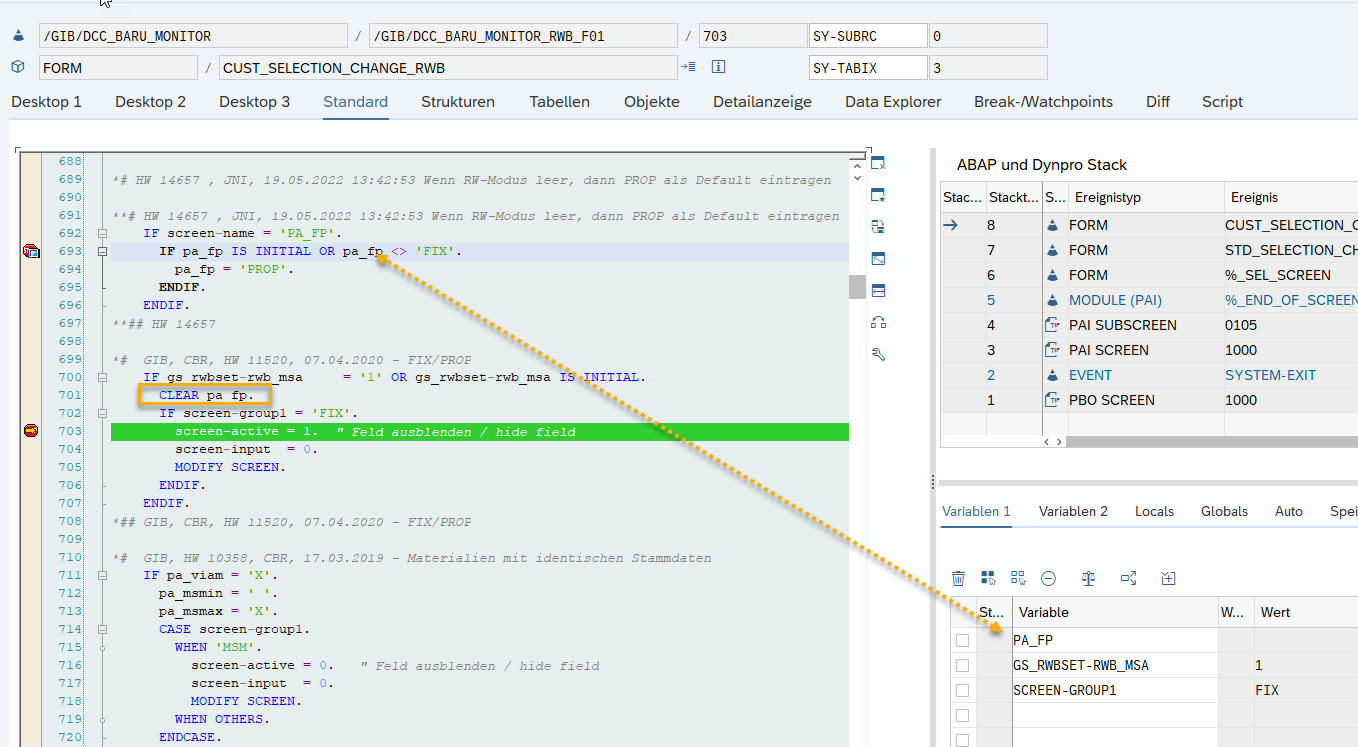 /GIB/DCC_BARU_MONITOR / /GIB/DCC_BARU_MONITOR_RWB_F01 / 703 SY-SUBRC 0
FORM / CUST_SELECTION_CHANGE_RWB SY-TABIX 3
Desktop 1 Desktop 2 Desktop 3 Standard Strukturen Tabellen Objekte Detailanzeige Data Explorer Break-/Watchpoints Diff Script
688
689 *# HW 14657 , JNI, 19.05.2022 13:42:53 Wenn RW-Modus leer, dann PROP als Default eintragen
690
691 **# HW 14657 , JNI, 19.05.2022 13:42:53 Wenn RW-Modus leer, dann PROP als Default eintragen
692 IF screen-name = 'PA_FP'.
693 IF pa_fp IS INITIAL OR pa_fp <> 'FIX'.
694 pa_fp = 'PROP'.
695 ENDIF.
696 ENDIF.
697 **## HW 14657
698
699 *# GIB, CBR, HW 11520, 07.04.2020 - FIX/PROP
700 IF gs_rwbset-rwb_msa = '1' OR gs_rwbset-rwb_msa IS INITIAL.
701 CLEAR pa_fp.
702 IF screen-group1 = 'FIX'.
703 screen-active = 1. " Feld ausblenden / hide field
704 screen-input = 0.
705 MODIFY SCREEN.
706 ENDIF.
707 ENDIF.
708 *## GIB, CBR, HW 11520, 07.04.2020 - FIX/PROP
709
710 *# GIB, HW 10358, CBR, 17.03.2019 - Materialien mit identischen Stammdaten
711 IF pa_viam = 'X'.
712 pa_msmin = ' '.
713 pa_msmax = 'X'.
714 CASE screen-group1.
715 WHEN 'MSM'.
716 screen-active = 0. " Feld ausblenden / hide field
717 screen-input = 0.
718 MODIFY SCREEN.
719 WHEN OTHERS.
720 ENDCASE.
ABAP und Dynpro Stack
Stac... Stackt... S... Ereignistyp Ereignis
8 FORM CUST_SELECTION_C
7 FORM STD_SELECTION_CH
6 FORM %_SEL_SCREEN
5 MODULE (PAI) %_END_OF_SCREEN
4 PAI SUBSCREEN 0105
3 PAI SCREEN 1000
2 EVENT SYSTEM-EXIT
1 PBO SCREEN 1000
Variablen 1 Variablen 2 Locals Globals Auto Spei
St... Variable W... Wert
PA_FP
GS_RWBSET-RWB_MSA 1
SCREEN-GROUP1 FIX